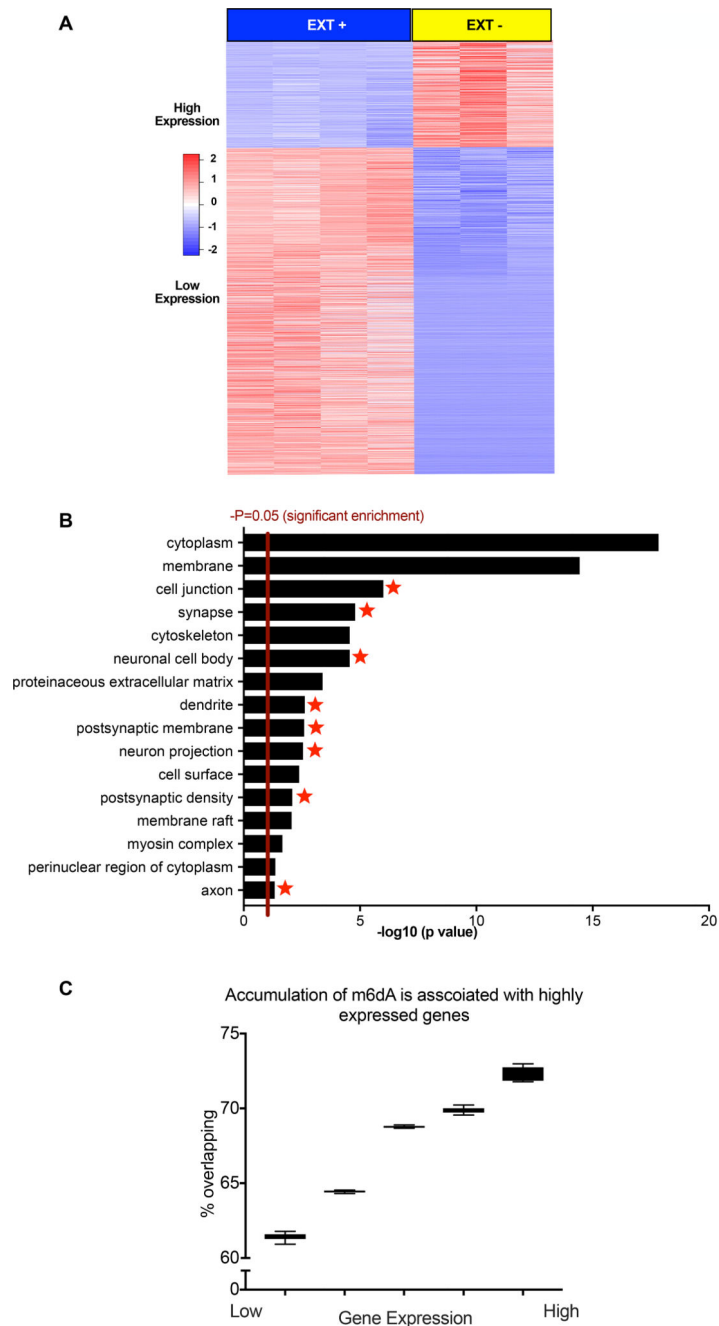 A
EXT +
EXT -
High
Expression
2
1
0
-1
-2
Low
Expression
B
-P=0.05 (significant enrichment)
cytoplasm
membrane
cell junction
synapse
cytoskeleton
neuronal cell body
proteinaceous extracellular matrix
dendrite
postsynaptic membrane
neuron projection
cell surface
postsynaptic density
membrane raft
myosin complex
perinuclear region of cytoplasm
axon
0 5 10 15 20
-log10 (p value)
C
Accumulation of m6dA is asscoiated with highly
expressed genes
75
70
65
60
0
% overlapping
Low Gene Expression High